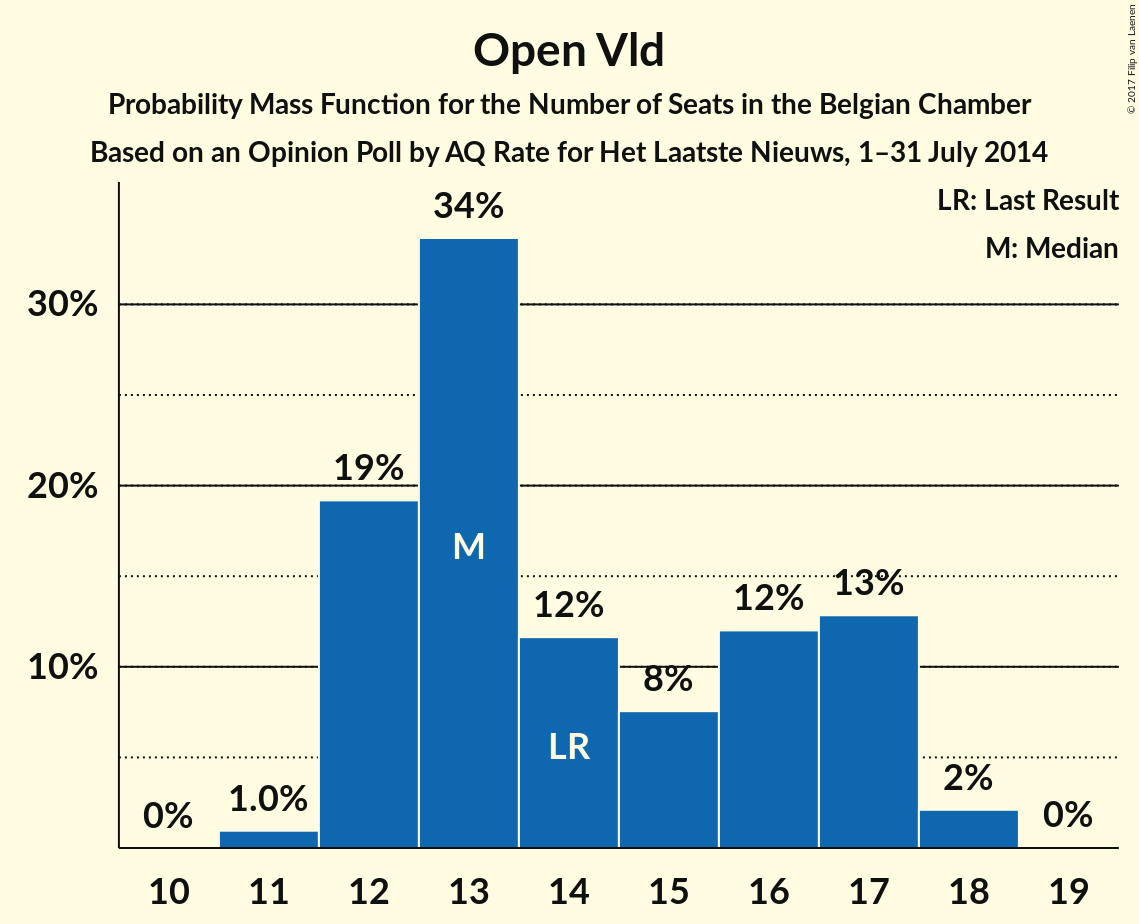 Open Vld
Probability Mass Function for the Number of Seats in the Belgian Chamber
Based on an Opinion Poll by AQ Rate for Het Laatste Nieuws, 1–31 July 2014
© 2017 Filip van Laenen
LR: Last Result
M: Median
34%
30%
19%
20%
M
12%
12%
13%
10%
8%
LR
0%
1.0%
2%
0%
10 11 12 13 14 15 16 17 18 19